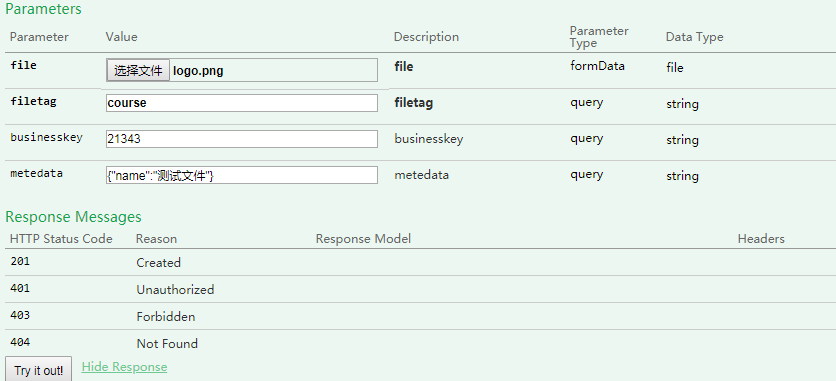 Parameters
Parameter Value Description Parameter Type Data Type
file 选择文件 logo.png file formData file
filetag course filetag query string
businesskey 21343 businesskey query string
metedata {"name":"测试文件"} metedata query string
Response Messages
HTTP Status Code Reason Response Model Headers
201 Created
401 Unauthorized
403 Forbidden
404 Not Found
Try it out! Hide Response